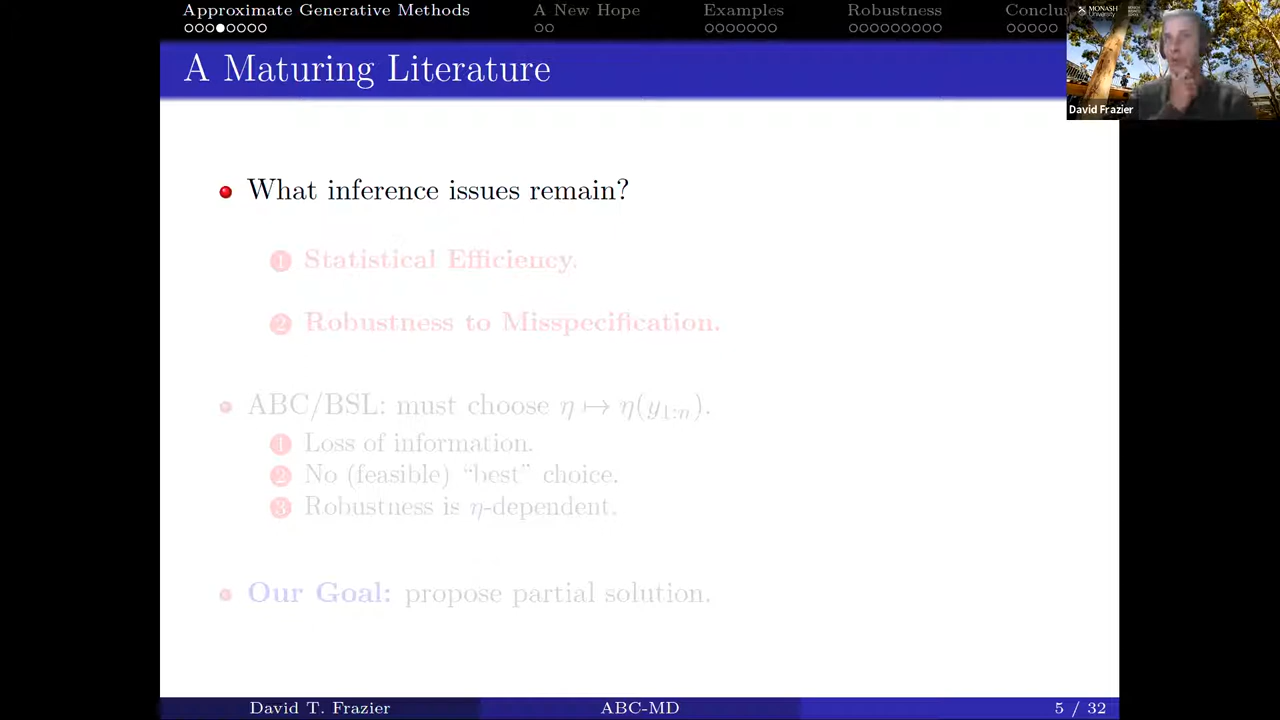 Approximate Generative Methods
A New Hope
Examples
Robustness
Conclus
A Maturing Literature
MONASH University
David Frazier
What inference issues remain?
1 Statistical Efficiency.
2 Robustness to Misspecification.
ABC/BSL: must choose η ↦ η(y₁:ₙ).
1 Loss of information.
2 No (feasible) “best” choice.
3 Robustness is η-dependent.
Our Goal: propose partial solution.
David T. Frazier
ABC-MD
5 / 32